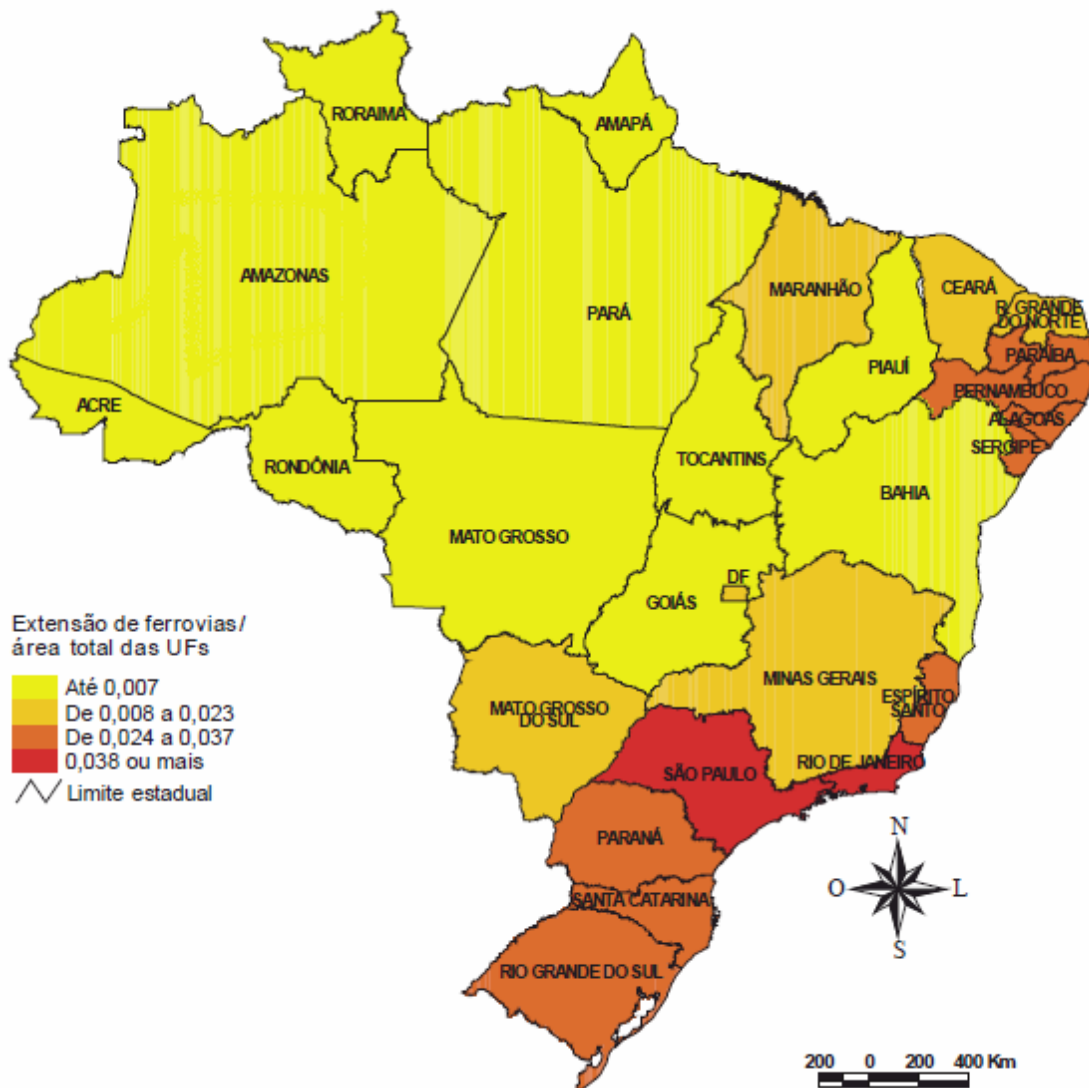 RORAIMA
AMAPÁ
AMAZONAS
PARÁ
MARANHÃO
CEARÁ
R. GRANDE
DO NORTE
PARAÍBA
PIAUÍ
PERNAMBUCO
ACRE
ALAGOAS
SERGIPE
TOCANTINS
RONDÔNIA
BAHIA
MATO GROSSO
DF
GOIÁS
Extensão de ferrovias/
área total das UFs
Até 0,007
De 0,008 a 0,023
De 0,024 a 0,037
0,038 ou mais
Limite estadual
MINAS GERAIS
ESPÍRITO
SANTO
MATO GROSSO
DO SUL
RIO DE JANEIRO
SÃO PAULO
PARANÁ
SANTA CATARINA
RIO GRANDE DO SUL
N
O
L
S
200 0 200 400 Km